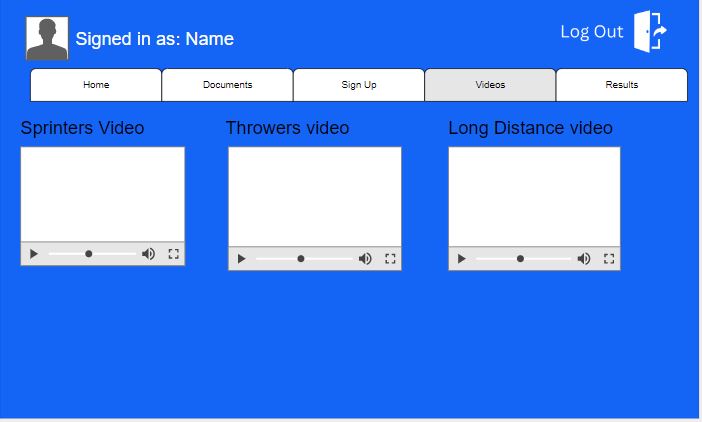 Signed in as: Name
Log Out
Home
Documents
Sign Up
Videos
Results
Sprinters Video
Throwers video
Long Distance video